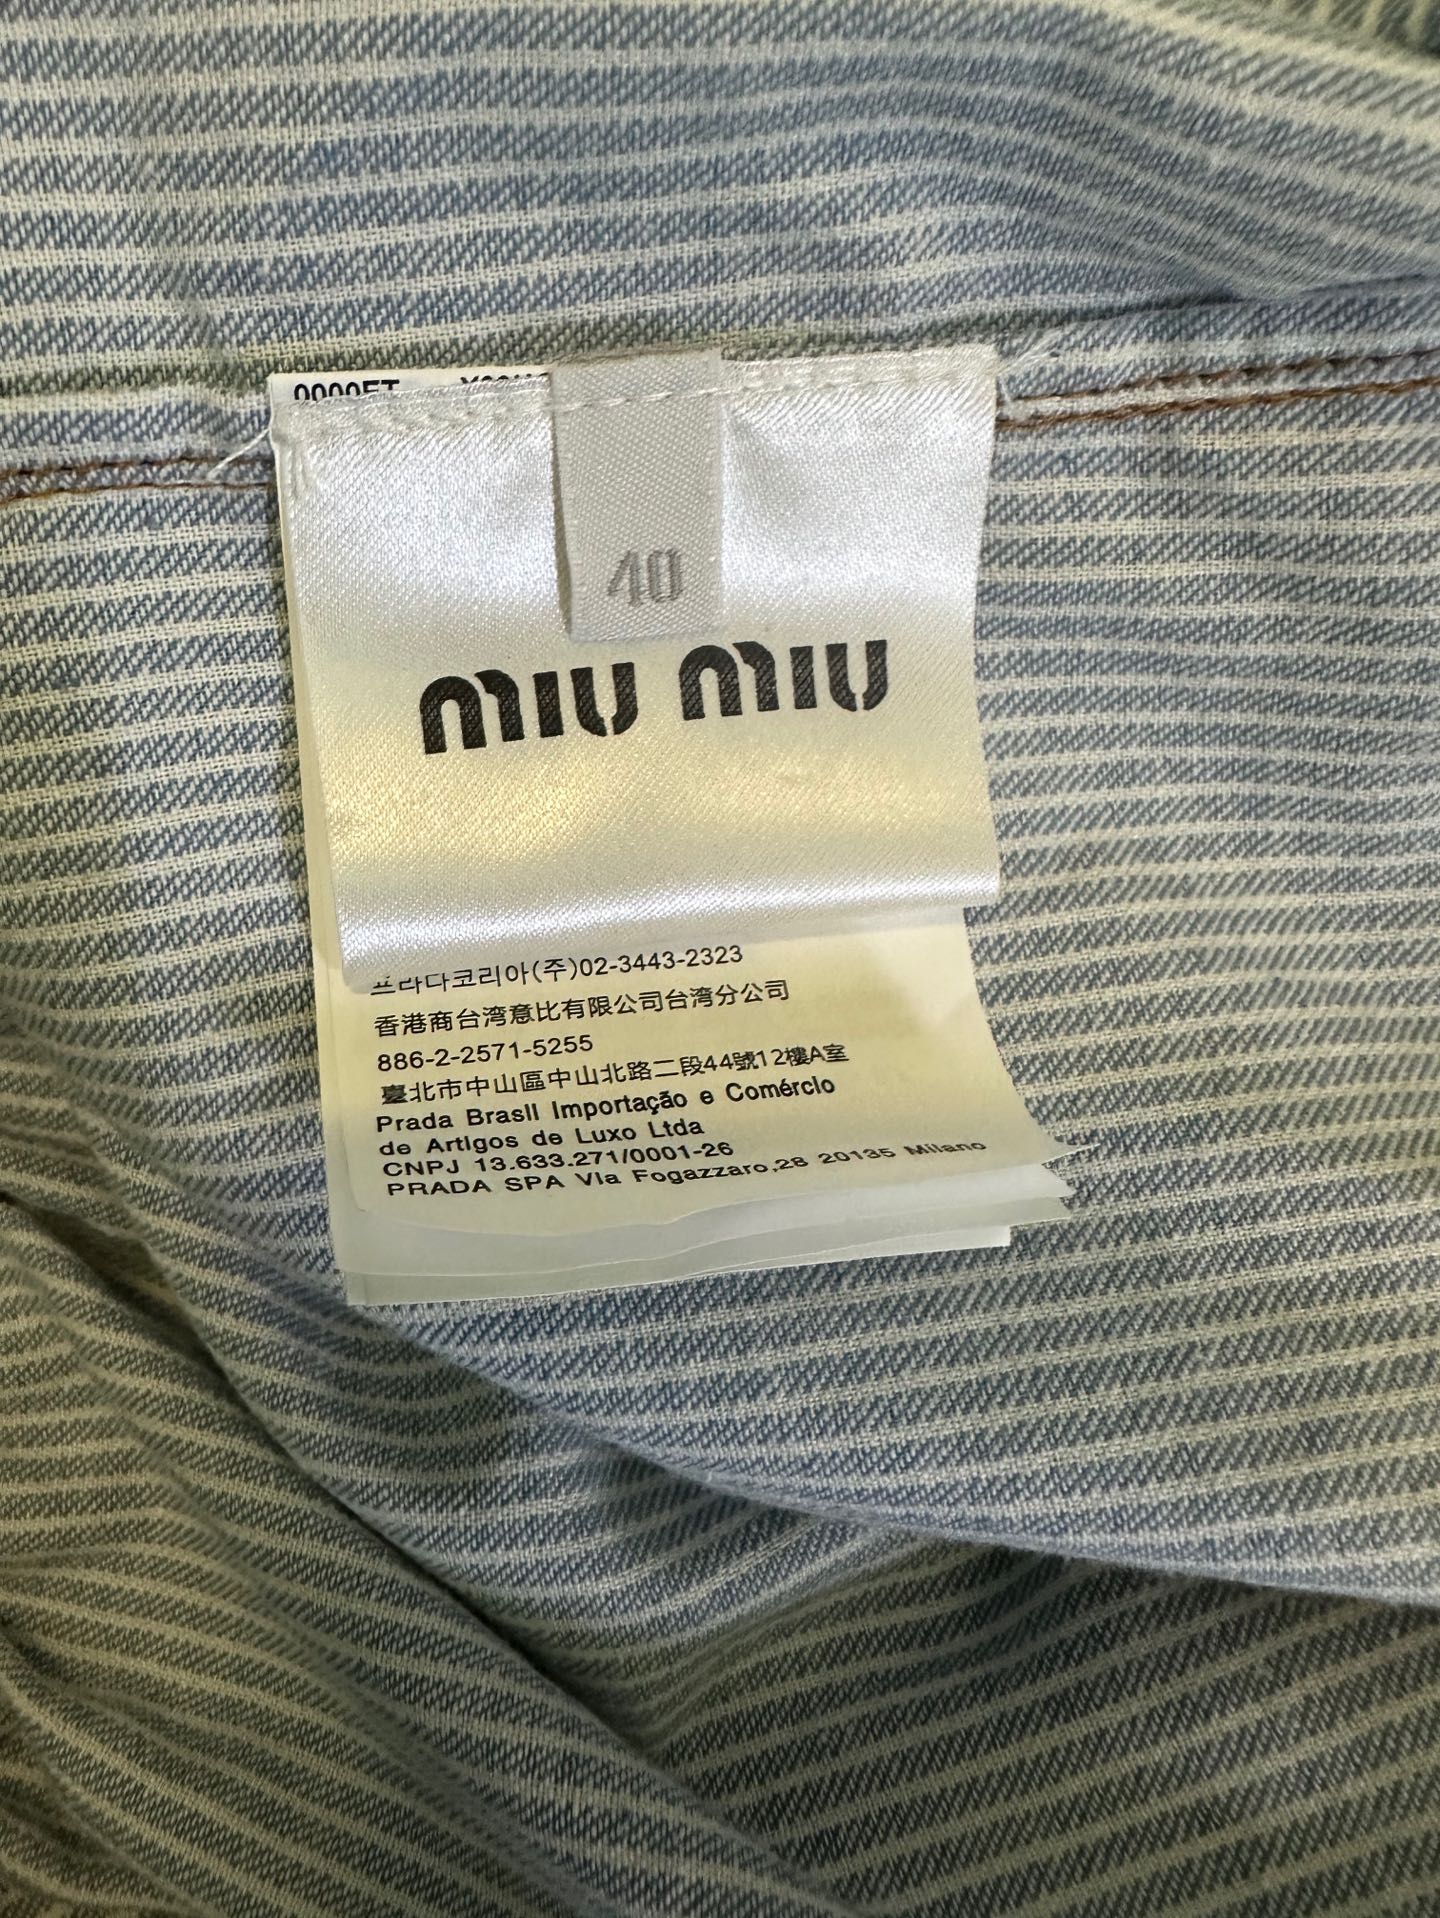 40
miu miu
프라다코리아(주)02-3443-2323
香港商台湾意比有限公司台湾分公司
886-2-2571-5255
臺北市中山區中山北路二段44號12樓A室
Prada Brasil Importação e Comércio
de Artigos de Luxo Ltda
CNPJ 13.633.271/0001-26
PRADA SPA Via Fogazzaro,28 20135 Milano